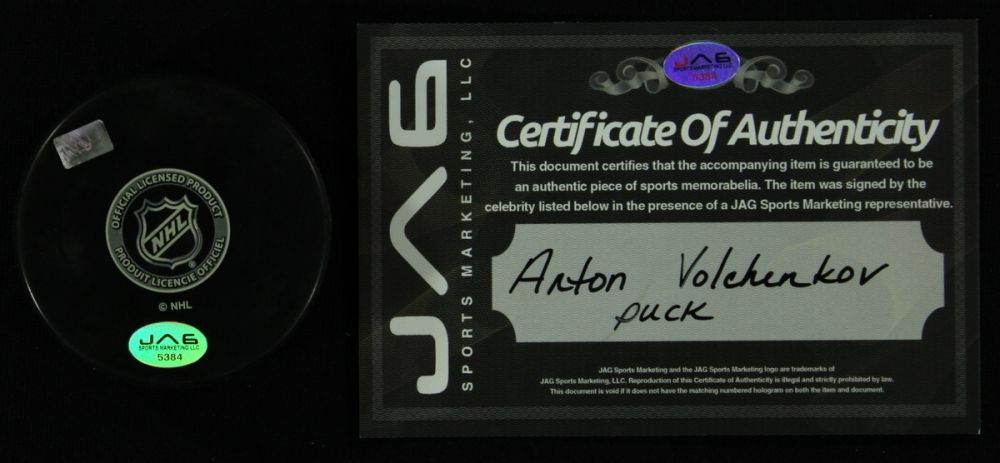 OFFICIAL LICENSED PRODUCT
NHL
®
PRODUIT LICENCIÉ OFFICIEL
© NHL
JAG
SPORTS MARKETING LLC.
5384
JAG
SPORTS MARKETING, LLC
JAG
SPORTS MARKETING LLC.
5384
Certificate Of Authenticity
This document certifies that the accompanying item is guaranteed to be
an authentic piece of sports memorabilia. The item was signed by the
celebrity listed below in the presence of a JAG Sports Marketing representative.
Anton Volchenkov
puck
JAG Sports Marketing and the JAG Sports Marketing logo are trademarks of
JAG Sports Marketing, LLC. Reproduction of this Certificate of Authenticity is illegal and strictly prohibited by law.
This document is void if it does not have the matching numbered hologram on both the item and document.